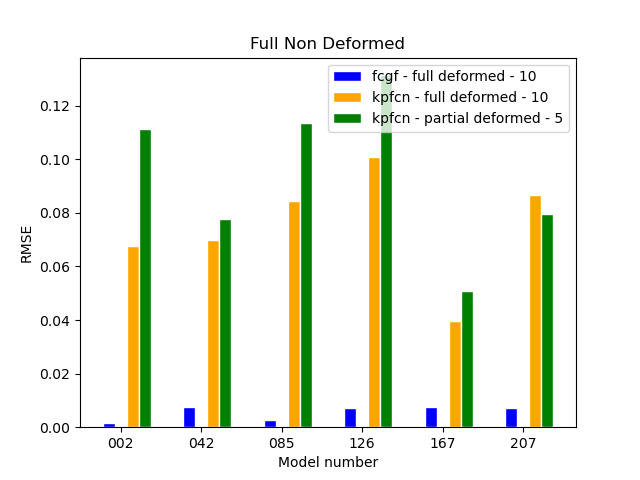 Full Non Deformed
fcgf - full deformed - 10
kpfcn - full deformed - 10
kpfcn - partial deformed - 5
0.12
0.10
0.08
0.06
0.04
0.02
0.00
RMSE
002 042 085 126 167 207
Model number